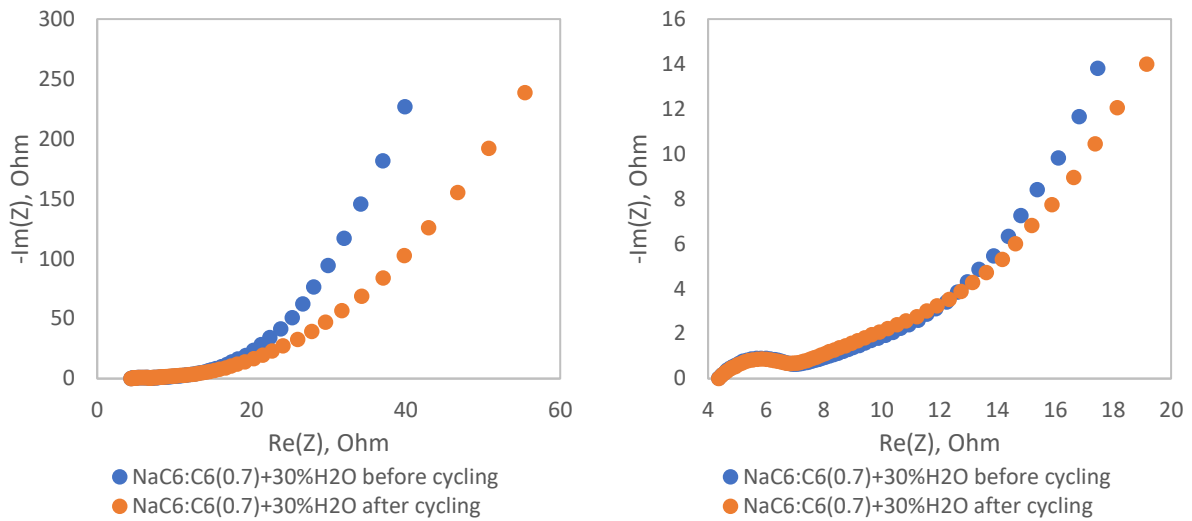 300
250
200
150
100
50
0
-Im(Z), Ohm
0 20 40 60
Re(Z), Ohm
NaC6:C6(0.7)+30%H2O before cycling
NaC6:C6(0.7)+30%H2O after cycling
16
14
12
10
8
6
4
2
0
-Im(Z), Ohm
4 6 8 10 12 14 16 18 20
Re(Z), Ohm
NaC6:C6(0.7)+30%H2O before cycling
NaC6:C6(0.7)+30%H2O after cycling